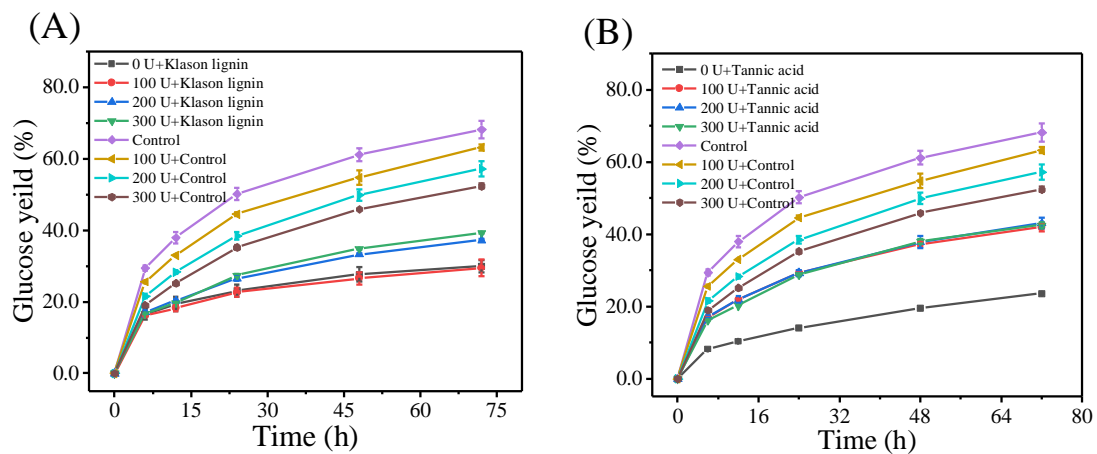 (A)
Glucose yeild (%)
80.0
60.0
40.0
20.0
0.0
0 U+Klason lignin
100 U+Klason lignin
200 U+Klason lignin
300 U+Klason lignin
Control
100 U+Control
200 U+Control
300 U+Control
0 15 30 45 60 75
Time (h)
(B)
Glucose yeild (%)
80.0
60.0
40.0
20.0
0.0
0 U+Tannic acid
100 U+Tannic acid
200 U+Tannic acid
300 U+Tannic acid
Control
100 U+Control
200 U+Control
300 U+Control
0 16 32 48 64 80
Time (h)